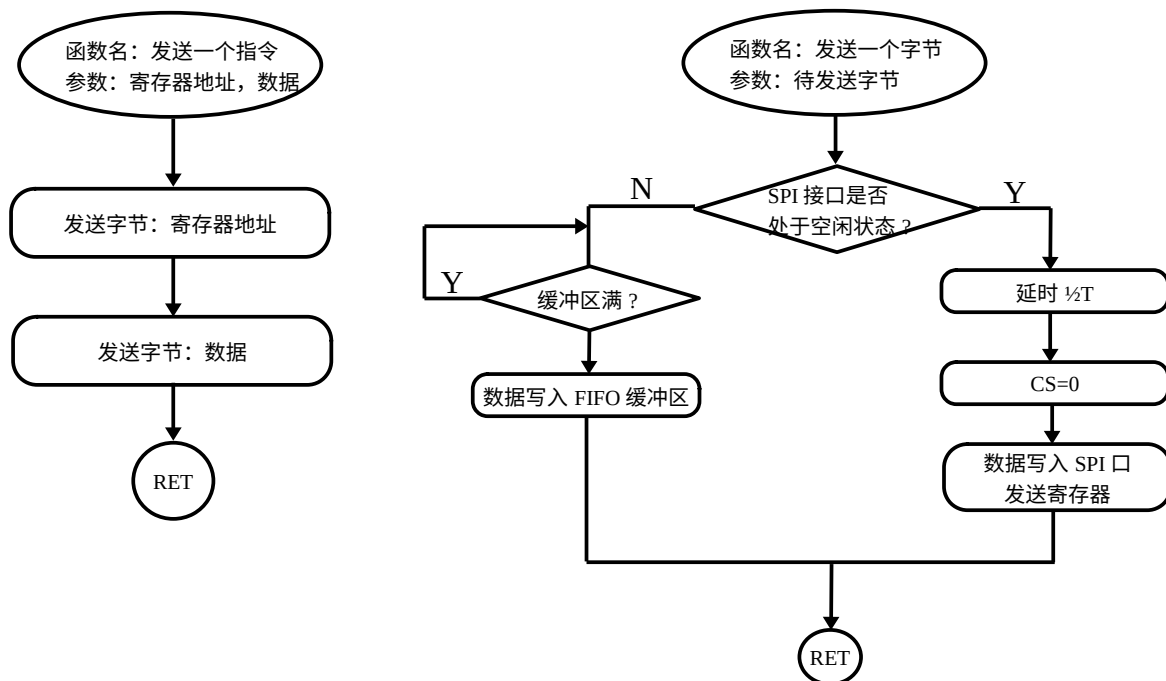 函数名：发送一个指令
参数：寄存器地址，数据
发送字节：寄存器地址
发送字节：数据
RET
函数名：发送一个字节
参数：待发送字节
SPI 接口是否
处于空闲状态 ?
N
Y
Y
缓冲区满 ?
数据写入 FIFO 缓冲区
延时 ½T
CS=0
数据写入 SPI 口
发送寄存器
RET